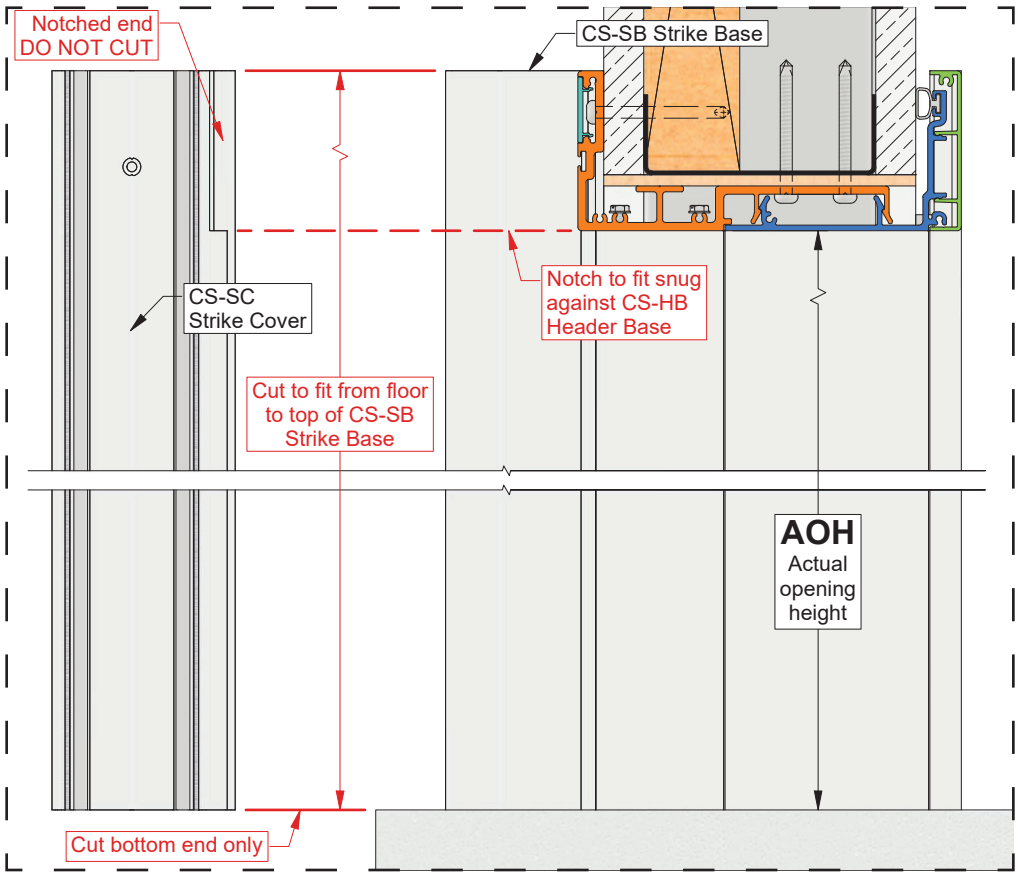 Notched end
DO NOT CUT
CS-SB Strike Base
CS-SC
Strike Cover
Notch to fit snug
against CS-HB
Header Base
Cut to fit from floor
to top of CS-SB
Strike Base
AOH
Actual
opening
height
Cut bottom end only